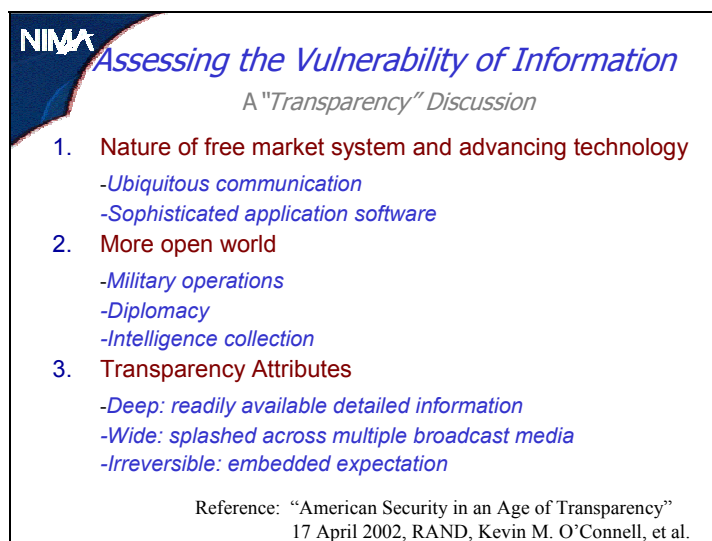 NIMA
Assessing the Vulnerability of Information
A "Transparency" Discussion
1. Nature of free market system and advancing technology
-Ubiquitous communication
-Sophisticated application software
2. More open world
-Military operations
-Diplomacy
-Intelligence collection
3. Transparency Attributes
-Deep: readily available detailed information
-Wide: splashed across multiple broadcast media
-Irreversible: embedded expectation
Reference: “American Security in an Age of Transparency”
17 April 2002, RAND, Kevin M. O’Connell, et al.